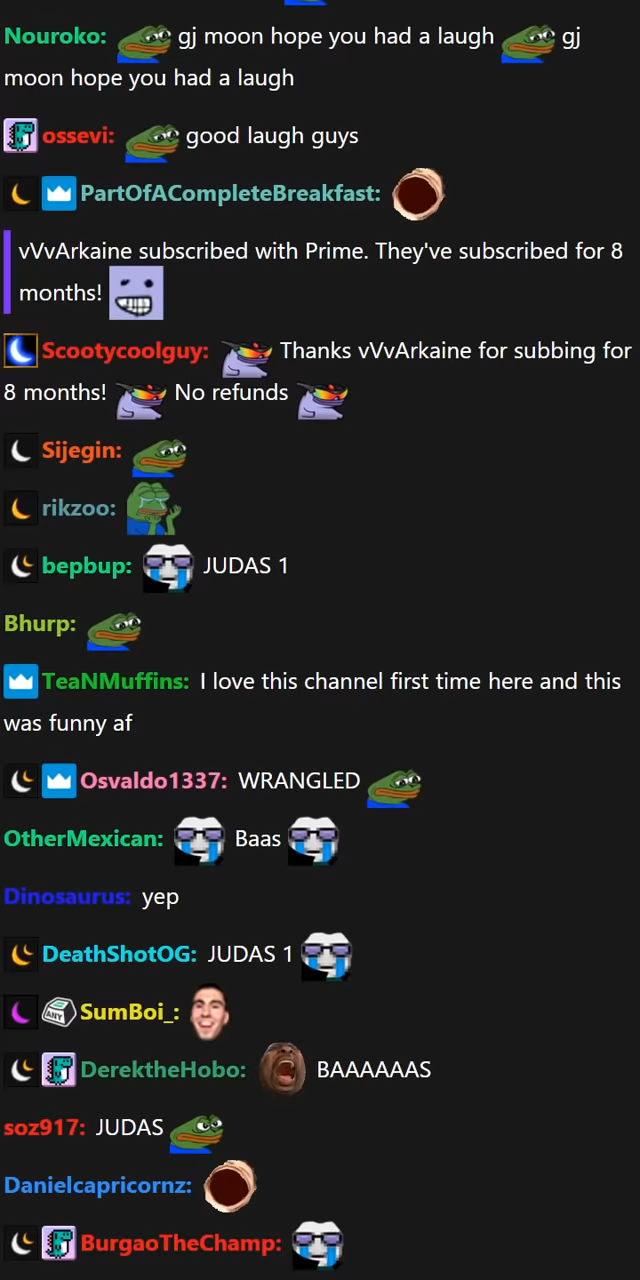 Nouroko: gj moon hope you had a laugh gj
moon hope you had a laugh
ossevi: good laugh guys
PartOfACompleteBreakfast:
vVvArkaine subscribed with Prime. They've subscribed for 8
months!
Scootycoolguy: Thanks vVvArkaine for subbing for
8 months! No refunds
Sijegin:
rikzoo:
bepbup: JUDAS 1
Bhurp:
TeaNMuffins: I love this channel first time here and this
was funny af
Osvaldo1337: WRANGLED
OtherMexican: Baas
Dinosaurus: yep
DeathShotOG: JUDAS 1
ANY SumBoi_:
DerektheHobo: BAAAAAAS
soz917: JUDAS
Danielcapricornz:
BurgaoTheChamp: